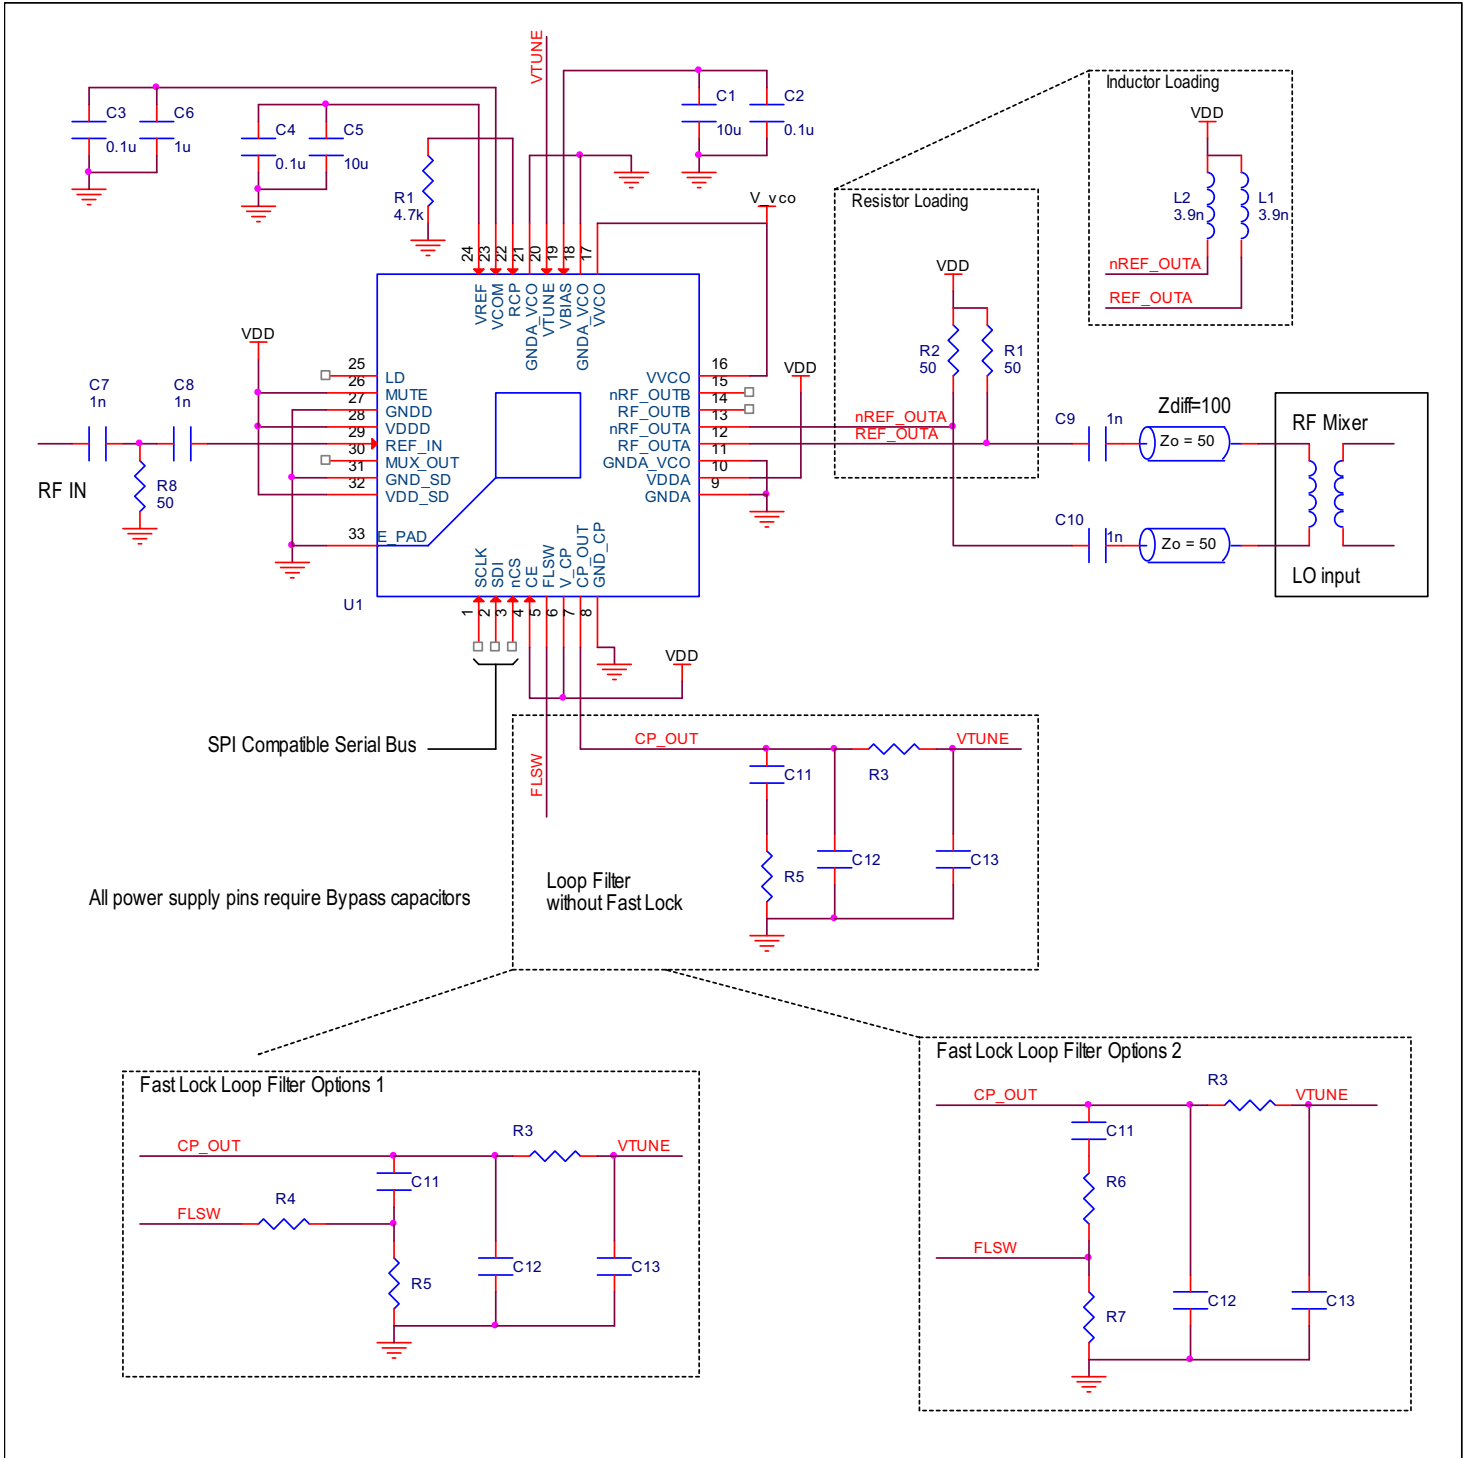 VTUNE
Inductor Loading
VDD
L2
3.9n
L1
3.9n
nREF_OUTA
REF_OUTA
C3
0.1u
C6
1u
C4
0.1u
C5
10u
R1
4.7k
C1
10u
C2
0.1u
V_vco
Resistor Loading
VDD
R2
50
R1
50
24
23
22
21
20
19
18
17
VREF
VCOM
RCP
GNDA_VCO
VTUNE
VBIAS
GNDA_VCO
VVCO
VDD
25
26
27
28
29
30
31
32
33
LD
MUTE
GNDD
VDDD
REF_IN
MUX_OUT
GND_SD
VDD_SD
E_PAD
C7
1n
C8
1n
RF IN
R8
50
16
15
14
13
12
11
10
9
VVCO
nRF_OUTB
RF_OUTB
nRF_OUTA
RF_OUTA
GNDA_VCO
VDDA
GNDA
VDD
nREF_OUTA
REF_OUTA
C9
1n
Zdiff=100
Zo = 50
C10
1n
Zo = 50
RF Mixer
LO input
U1
SCLK
SDI
nCS
CE
FLSW
V_CP
CP_OUT
GND_CP
1
2
3
4
5
6
7
8
VDD
SPI Compatible Serial Bus
FLSW
CP_OUT
VTUNE
C11
R3
R5
C12
C13
Loop Filter
without Fast Lock
All power supply pins require Bypass capacitors
Fast Lock Loop Filter Options 1
CP_OUT
R3
VTUNE
C11
R4
FLSW
R5
C12
C13
Fast Lock Loop Filter Options 2
CP_OUT
R3
VTUNE
C11
R6
FLSW
R7
C12
C13